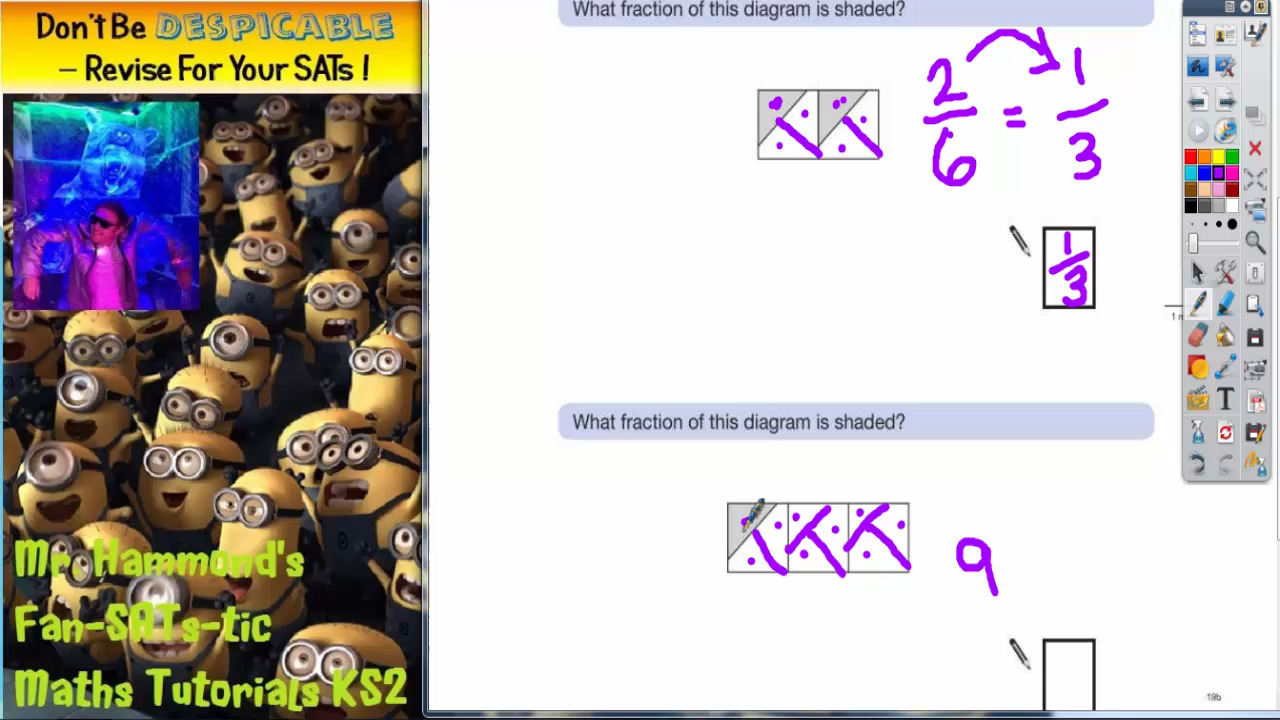 Don't Be DESPICABLE
– Revise For Your SATs !
Mr. Hammond's
Fan-SATs-tic
Maths Tutorials KS2
What fraction of this diagram is shaded?
2/6 = 1/3
1/3
What fraction of this diagram is shaded?
9
19b